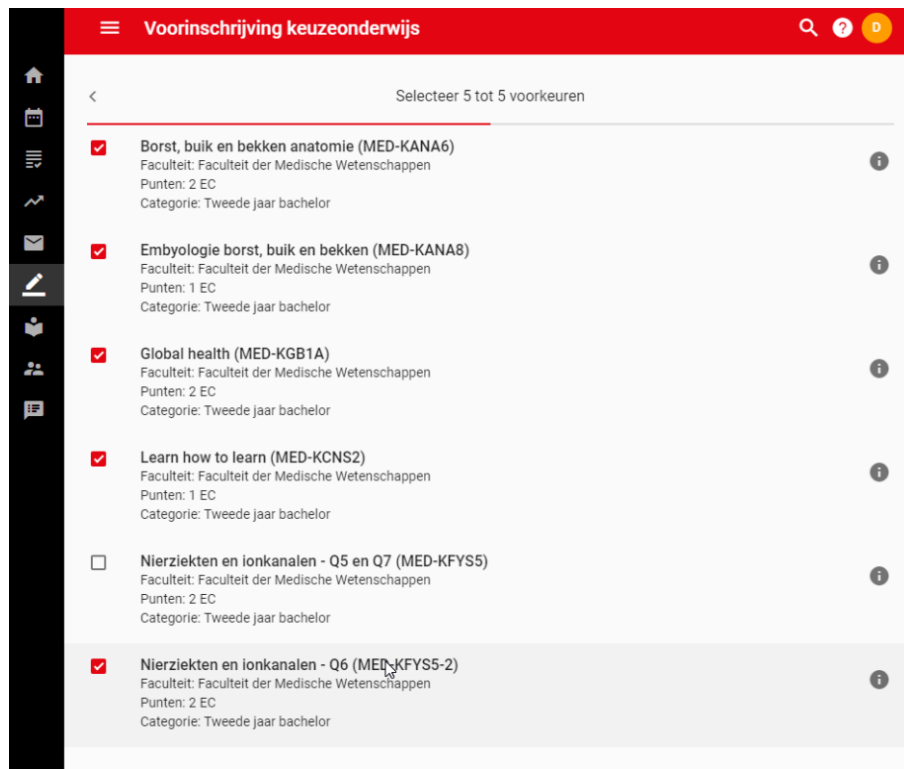 Voorinschrijving keuzeonderwijs
?
D
Selecteer 5 tot 5 voorkeuren
Borst, buik en bekken anatomie (MED-KANA6)
Faculteit: Faculteit der Medische Wetenschappen
Punten: 2 EC
Categorie: Tweede jaar bachelor
Embyologie borst, buik en bekken (MED-KANA8)
Faculteit: Faculteit der Medische Wetenschappen
Punten: 1 EC
Categorie: Tweede jaar bachelor
Global health (MED-KGB1A)
Faculteit: Faculteit der Medische Wetenschappen
Punten: 2 EC
Categorie: Tweede jaar bachelor
Learn how to learn (MED-KCNS2)
Faculteit: Faculteit der Medische Wetenschappen
Punten: 1 EC
Categorie: Tweede jaar bachelor
Nierziekten en ionkanalen - Q5 en Q7 (MED-KFYS5)
Faculteit: Faculteit der Medische Wetenschappen
Punten: 2 EC
Categorie: Tweede jaar bachelor
Nierziekten en ionkanalen - Q6 (MED-KFYS5-2)
Faculteit: Faculteit der Medische Wetenschappen
Punten: 2 EC
Categorie: Tweede jaar bachelor